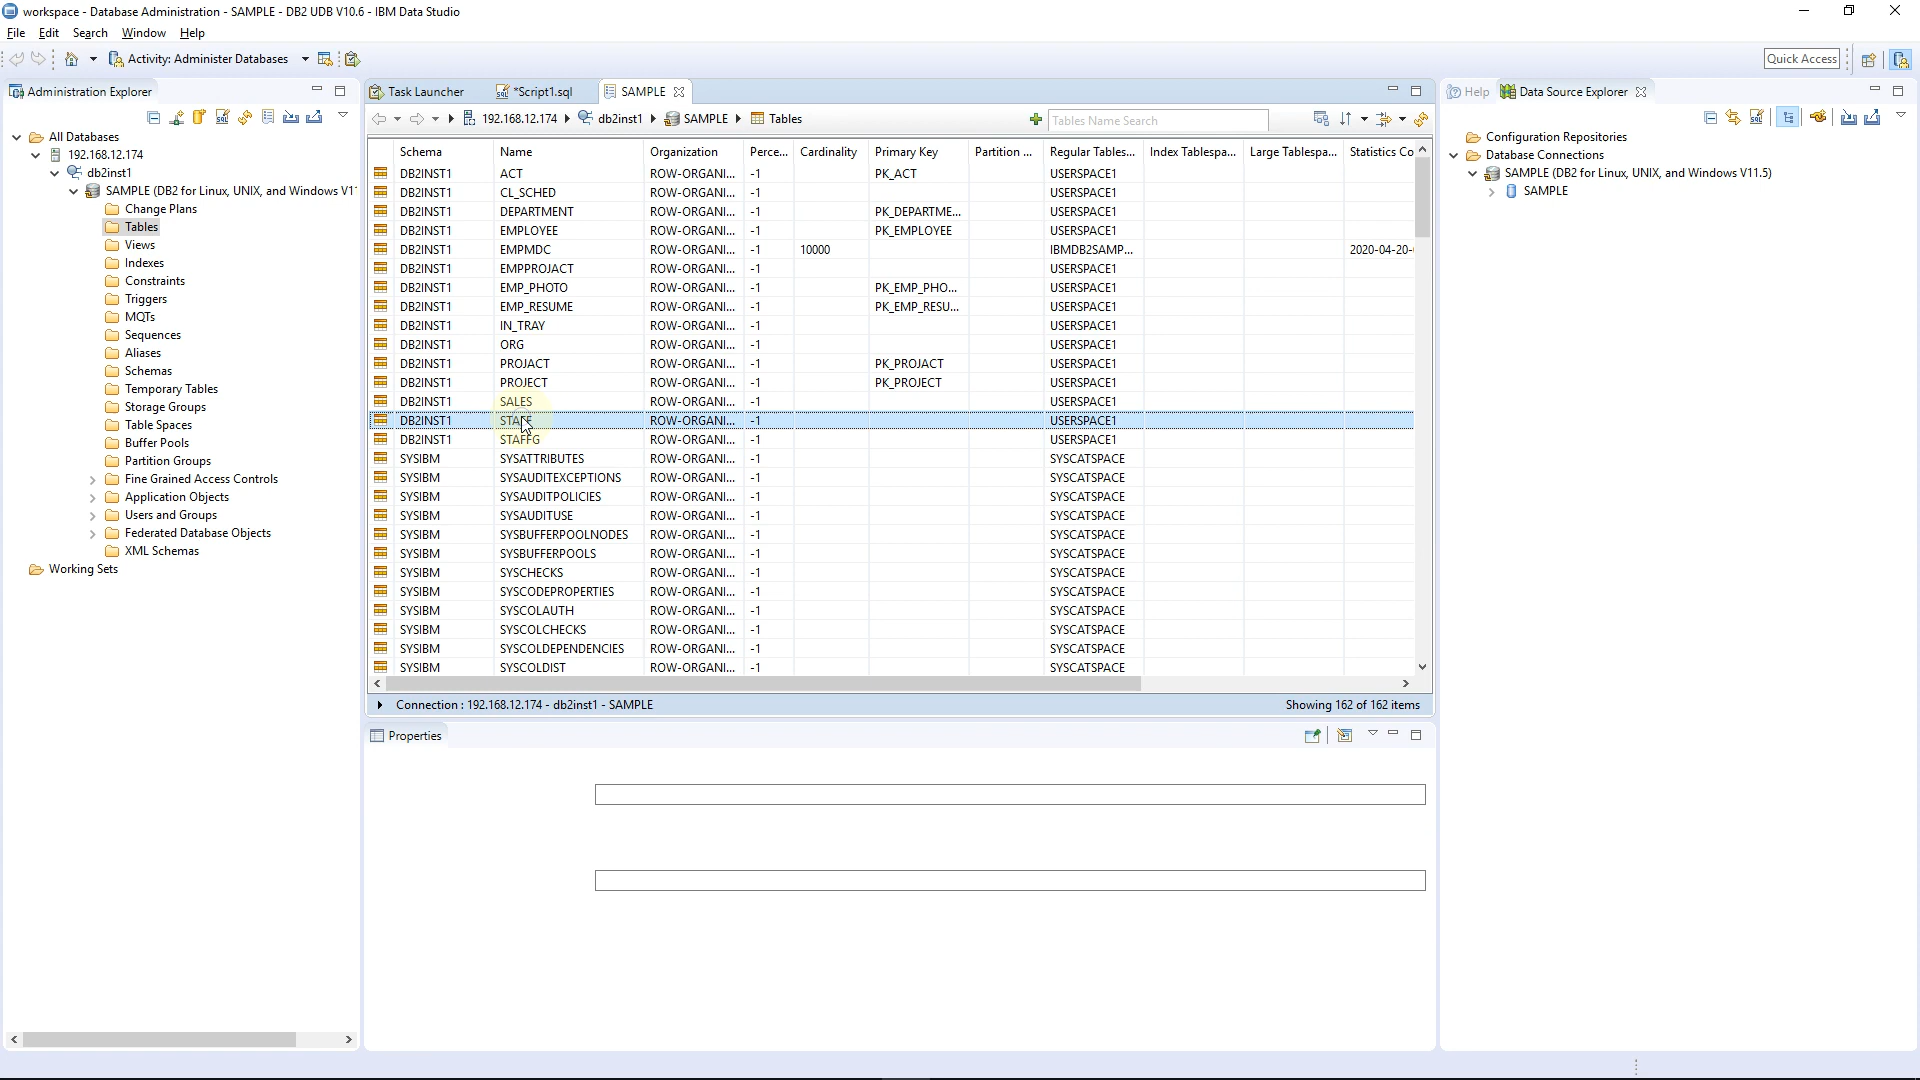 workspace - Database Administration - SAMPLE - DB2 UDB V10.6 - IBM Data Studio
File Edit Search Window Help
Activity: Administer Databases
Quick Access
Administration Explorer
All Databases
192.168.12.174
db2inst1
SAMPLE (DB2 for Linux, UNIX, and Windows V1
Change Plans
Tables
Views
Indexes
Constraints
Triggers
MQTs
Sequences
Aliases
Schemas
Temporary Tables
Storage Groups
Table Spaces
Buffer Pools
Partition Groups
Fine Grained Access Controls
Application Objects
Users and Groups
Federated Database Objects
XML Schemas
Working Sets
Task Launcher *Script1.sql SAMPLE
192.168.12.174 db2inst1 SAMPLE Tables Tables Name Search
Schema Name Organization Perce... Cardinality Primary Key Partition ... Regular Tables... Index Tablespa... Large Tablespa... Statistics Co
DB2INST1 ACT ROW-ORGANI... -1 PK_ACT USERSPACE1
DB2INST1 CL_SCHED ROW-ORGANI... -1 USERSPACE1
DB2INST1 DEPARTMENT ROW-ORGANI... -1 PK_DEPARTME... USERSPACE1
DB2INST1 EMPLOYEE ROW-ORGANI... -1 PK_EMPLOYEE USERSPACE1
DB2INST1 EMPMDC ROW-ORGANI... -1 10000 IBMDB2SAMP... 2020-04-20-
DB2INST1 EMPPROJACT ROW-ORGANI... -1 USERSPACE1
DB2INST1 EMP_PHOTO ROW-ORGANI... -1 PK_EMP_PHO... USERSPACE1
DB2INST1 EMP_RESUME ROW-ORGANI... -1 PK_EMP_RESU... USERSPACE1
DB2INST1 IN_TRAY ROW-ORGANI... -1 USERSPACE1
DB2INST1 ORG ROW-ORGANI... -1 USERSPACE1
DB2INST1 PROJACT ROW-ORGANI... -1 PK_PROJACT USERSPACE1
DB2INST1 PROJECT ROW-ORGANI... -1 PK_PROJECT USERSPACE1
DB2INST1 SALES ROW-ORGANI... -1 USERSPACE1
DB2INST1 STAFF ROW-ORGANI... -1 USERSPACE1
DB2INST1 STAFFG ROW-ORGANI... -1 USERSPACE1
SYSIBM SYSATTRIBUTES ROW-ORGANI... -1 SYSCATSPACE
SYSIBM SYSAUDITEXCEPTIONS ROW-ORGANI... -1 SYSCATSPACE
SYSIBM SYSAUDITPOLICIES ROW-ORGANI... -1 SYSCATSPACE
SYSIBM SYSAUDITUSE ROW-ORGANI... -1 SYSCATSPACE
SYSIBM SYSBUFFERPOOLNODES ROW-ORGANI... -1 SYSCATSPACE
SYSIBM SYSBUFFERPOOLS ROW-ORGANI... -1 SYSCATSPACE
SYSIBM SYSCHECKS ROW-ORGANI... -1 SYSCATSPACE
SYSIBM SYSCODEPROPERTIES ROW-ORGANI... -1 SYSCATSPACE
SYSIBM SYSCOLAUTH ROW-ORGANI... -1 SYSCATSPACE
SYSIBM SYSCOLCHECKS ROW-ORGANI... -1 SYSCATSPACE
SYSIBM SYSCOLDEPENDENCIES ROW-ORGANI... -1 SYSCATSPACE
SYSIBM SYSCOLDIST ROW-ORGANI... -1 SYSCATSPACE
Connection : 192.168.12.174 - db2inst1 - SAMPLE Showing 162 of 162 items
Properties
Help Data Source Explorer
Configuration Repositories
Database Connections
SAMPLE (DB2 for Linux, UNIX, and Windows V11.5)
SAMPLE